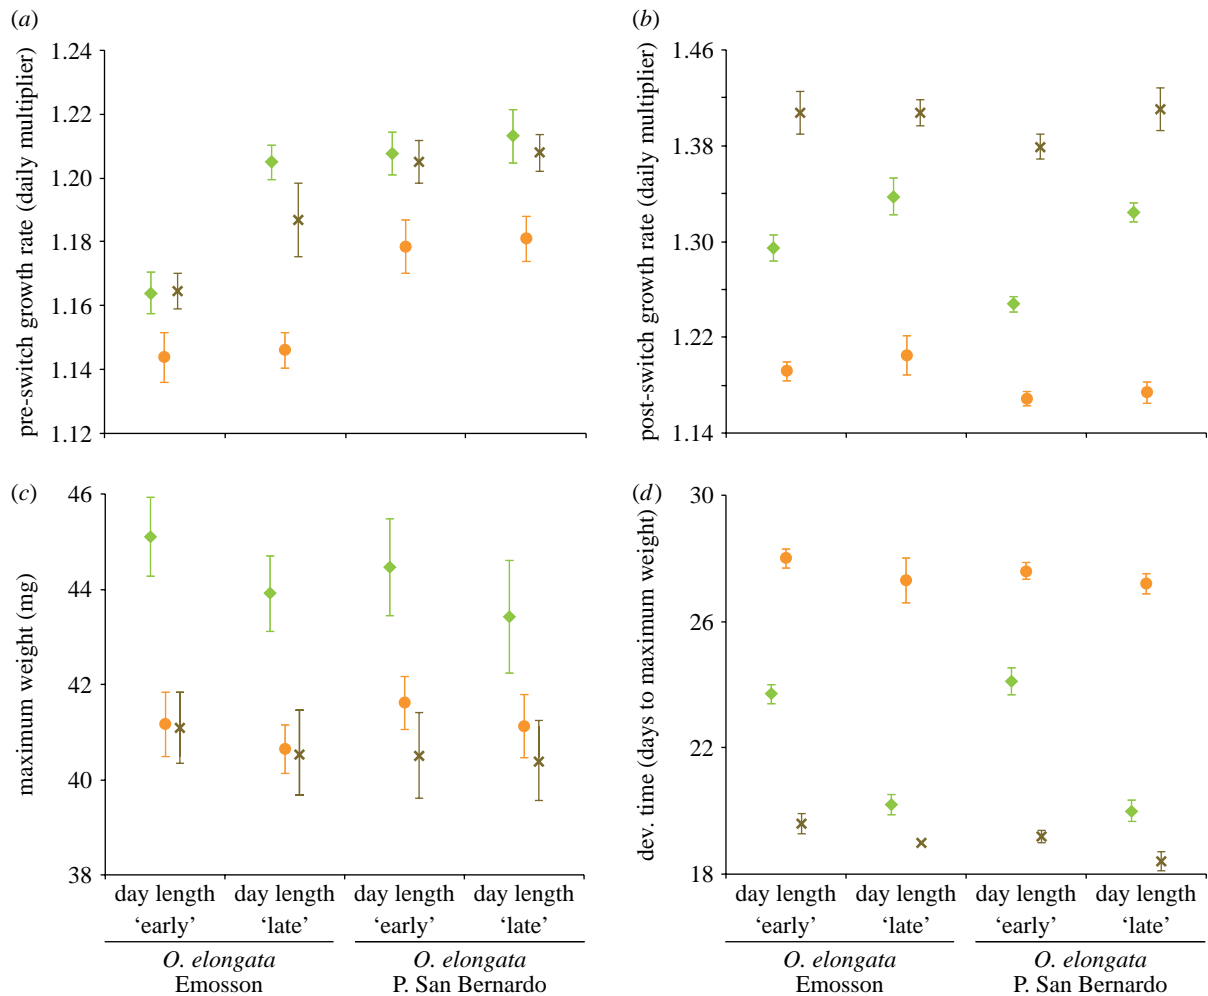 (a)
pre-switch growth rate (daily multiplier)
1.24
1.22
1.20
1.18
1.16
1.14
1.12
(b)
post-switch growth rate (daily multiplier)
1.46
1.38
1.30
1.22
1.14
(c)
maximum weight (mg)
46
44
42
40
38
day length day length day length day length
‘early’ ‘late’ ‘early’ ‘late’
O. elongata O. elongata
Emosson P. San Bernardo
(d)
dev. time (days to maximum weight)
30
26
22
18
day length day length day length day length
‘early’ ‘late’ ‘early’ ‘late’
O. elongata O. elongata
Emosson P. San Bernardo